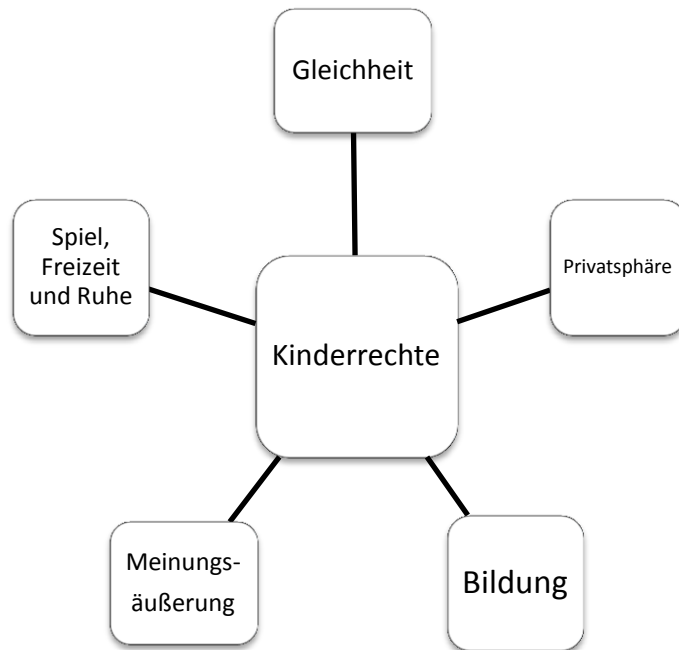 Gleichheit
Spiel,
Freizeit
und Ruhe
Privatsphäre
Kinderrechte
Meinungs-
äußerung
Bildung